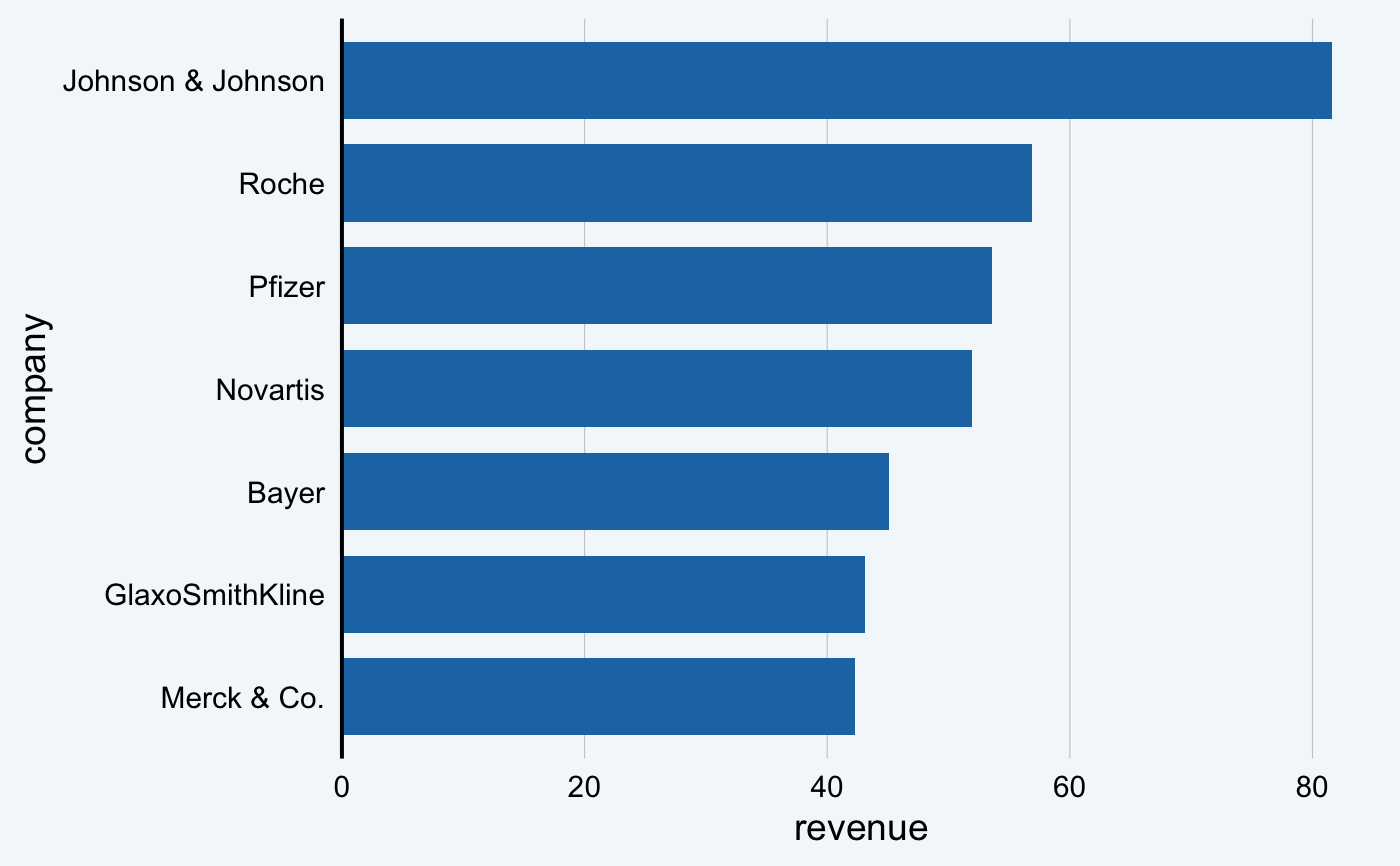 Johnson & Johnson
Roche
Pfizer
Novartis
Bayer
GlaxoSmithKline
Merck & Co.
company
0 20 40 60 80
revenue